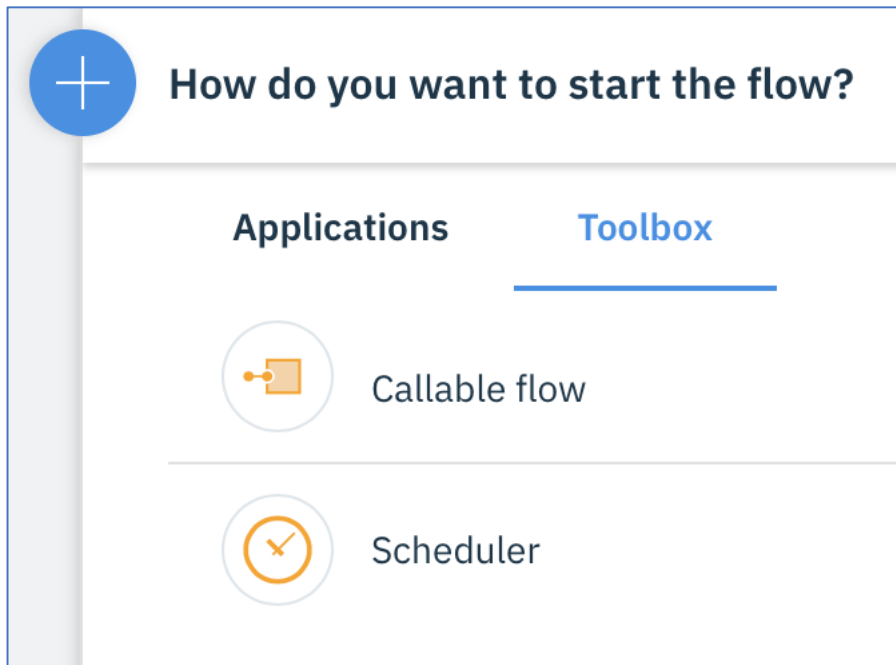 How do you want to start the flow?
Applications Toolbox
Callable flow
Scheduler